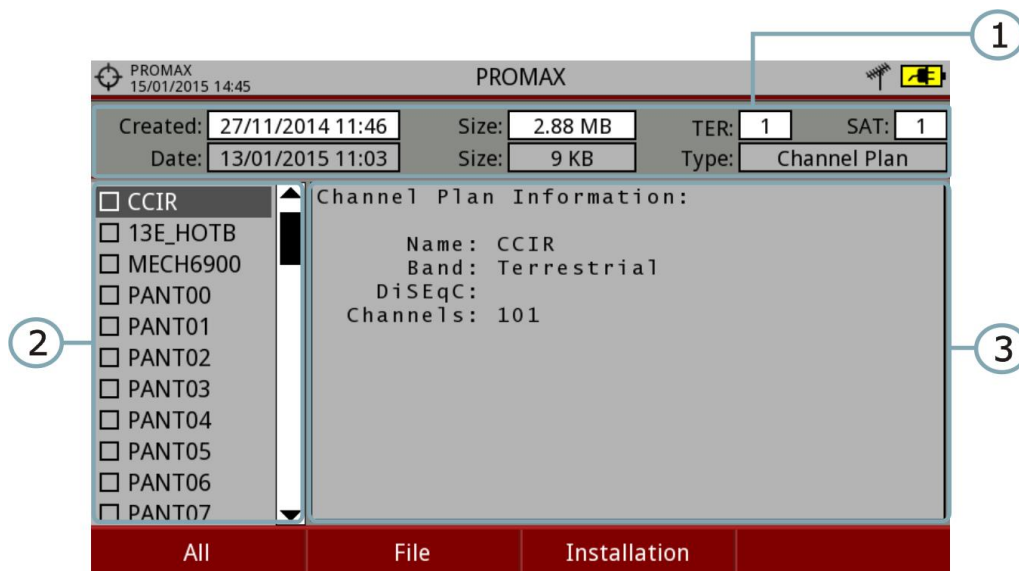 1
PROMAX
15/01/2015 14:45
PROMAX
Created: 27/11/2014 11:46 Size: 2.88 MB TER: 1 SAT: 1
Date: 13/01/2015 11:03 Size: 9 KB Type: Channel Plan
CCIR
13E_HOTB
MECH6900
PANT00
PANT01
PANT02
PANT03
PANT04
PANT05
PANT06
PANT07
2
Channel Plan Information:
Name: CCIR
Band: Terrestrial
DiSEqC:
Channels: 101
3
All File Installation